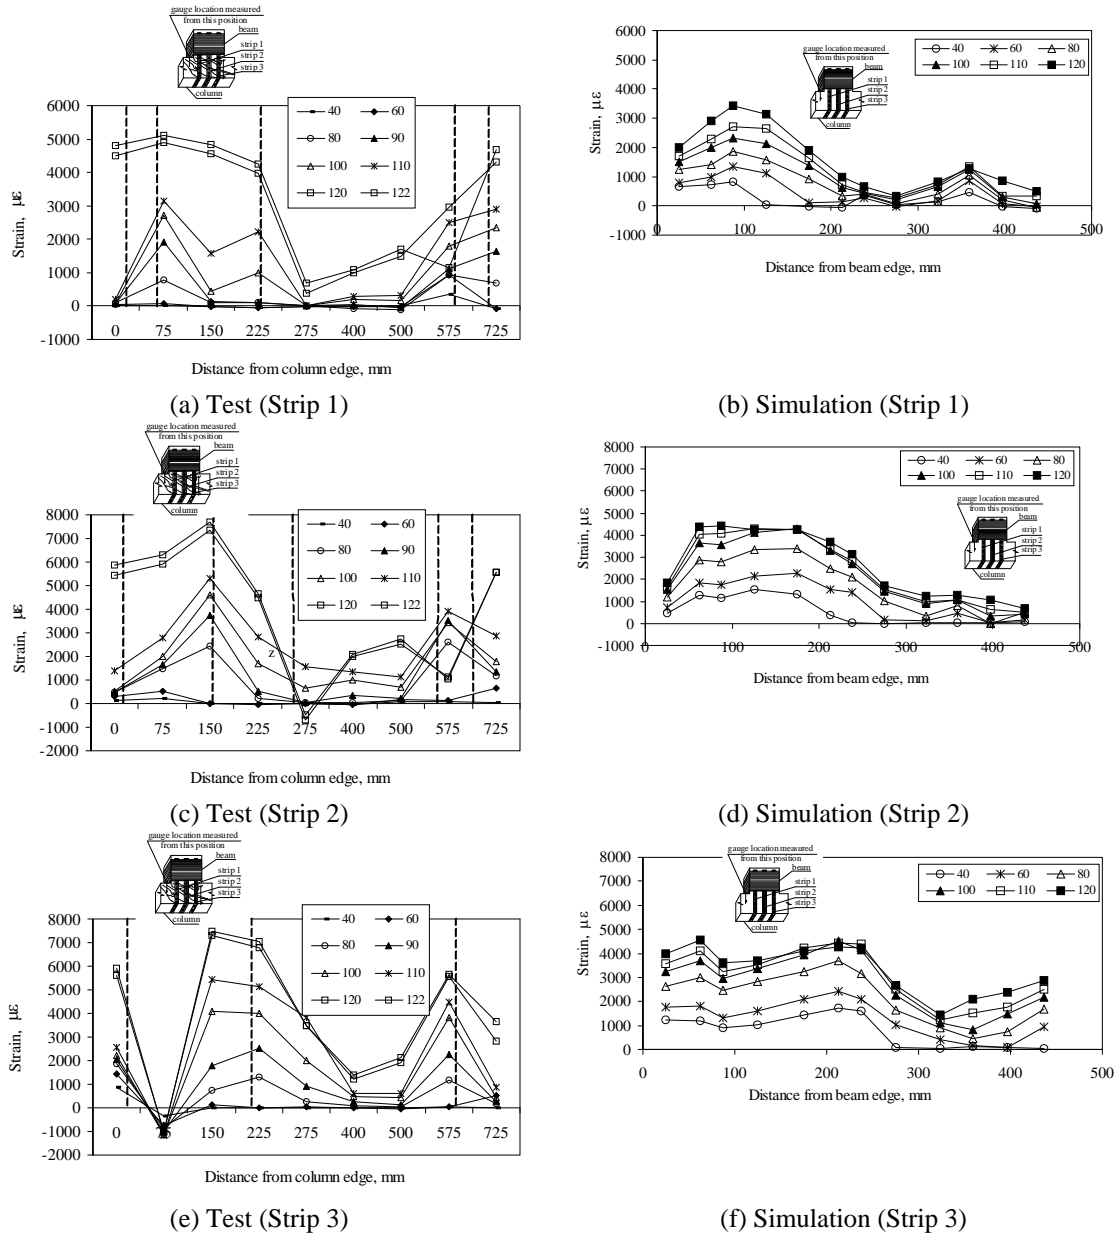 gauge location measured
from this position
beam
strip 1
strip 2
strip 3
column
6000
5000
4000
3000
2000
1000
0
-1000
Strain, με
40 60
80 90
100 110
120 122
0 75 150 225 275 400 500 575 725
Distance from column edge, mm
(a) Test (Strip 1)
6000
5000
4000
3000
2000
1000
0
-1000
Strain, με
gauge location measured
from this position
beam
strip 1
strip 2
strip 3
column
40 60 80
100 110 120
0 100 200 300 400 500
Distance from beam edge, mm
(b) Simulation (Strip 1)
gauge location measured
from this position
beam
strip 1
strip 2
strip 3
column
8000
7000
6000
5000
4000
3000
2000
1000
0
-1000
-2000
Strain, με
40 60
80 90
100 110
120 122
z
0 75 150 225 275 400 500 575 725
Distance from column edge, mm
(c) Test (Strip 2)
8000
7000
6000
5000
4000
3000
2000
1000
0
-1000
Strain, με
40 60 80
100 110 120
gauge location measured
from this position
beam
strip 1
strip 2
strip 3
column
0 100 200 300 400 500
Distance from beam edge, mm
(d) Simulation (Strip 2)
gauge location measured
from this position
beam
strip 1
strip 2
strip 3
column
8000
7000
6000
5000
4000
3000
2000
1000
0
-1000
-2000
Strain, με
40 60
80 90
100 110
120 122
0 75 150 225 275 400 500 575 725
Distance from column edge, mm
(e) Test (Strip 3)
8000
7000
6000
5000
4000
3000
2000
1000
0
Strain, με
gauge location measured
from this position
beam
strip 1
strip 2
strip 3
column
40 60 80
100 110 120
0 100 200 300 400 500
Distance from beam edge, mm
(f) Simulation (Strip 3)